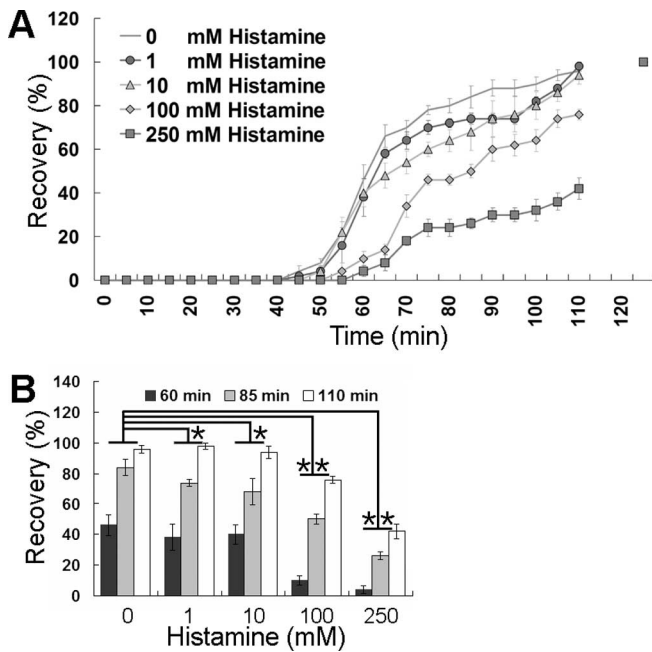 A
120
100
80
60
40
20
0
Recovery (%)
0 mM Histamine
1 mM Histamine
10 mM Histamine
100 mM Histamine
250 mM Histamine
0 10 20 30 40 50 60 70 80 90 100 110 120
Time (min)
B
140
120
100
80
60
40
20
0
Recovery (%)
60 min 85 min 110 min
* * ** **
0 1 10 100 250
Histamine (mM)